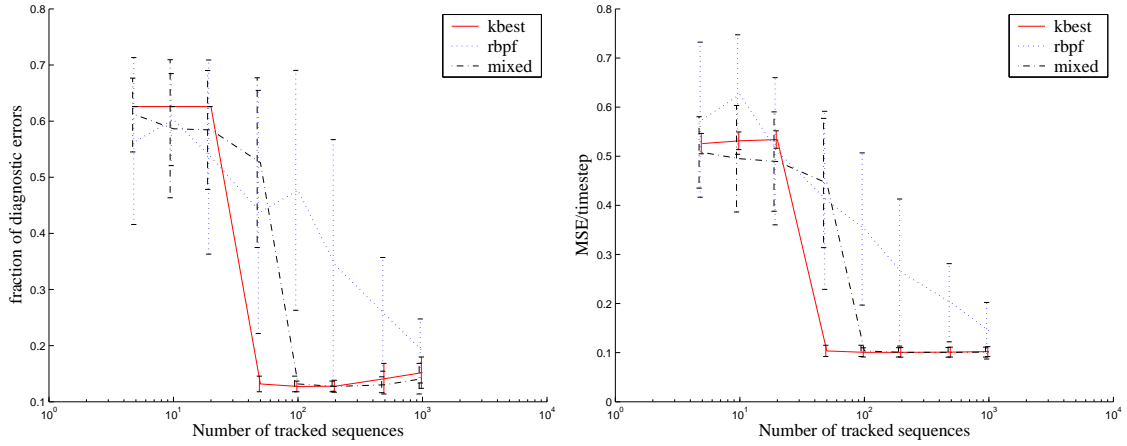 0.8
0.7
0.6
0.5
0.4
0.3
0.2
0.1
fraction of diagnostic errors
kbest
rbpf
mixed
10^0
10^1
10^2
10^3
10^4
Number of tracked sequences
0.8
0.7
0.6
0.5
0.4
0.3
0.2
0.1
0
MSE/timestep
kbest
rbpf
mixed
10^0
10^1
10^2
10^3
10^4
Number of tracked sequences